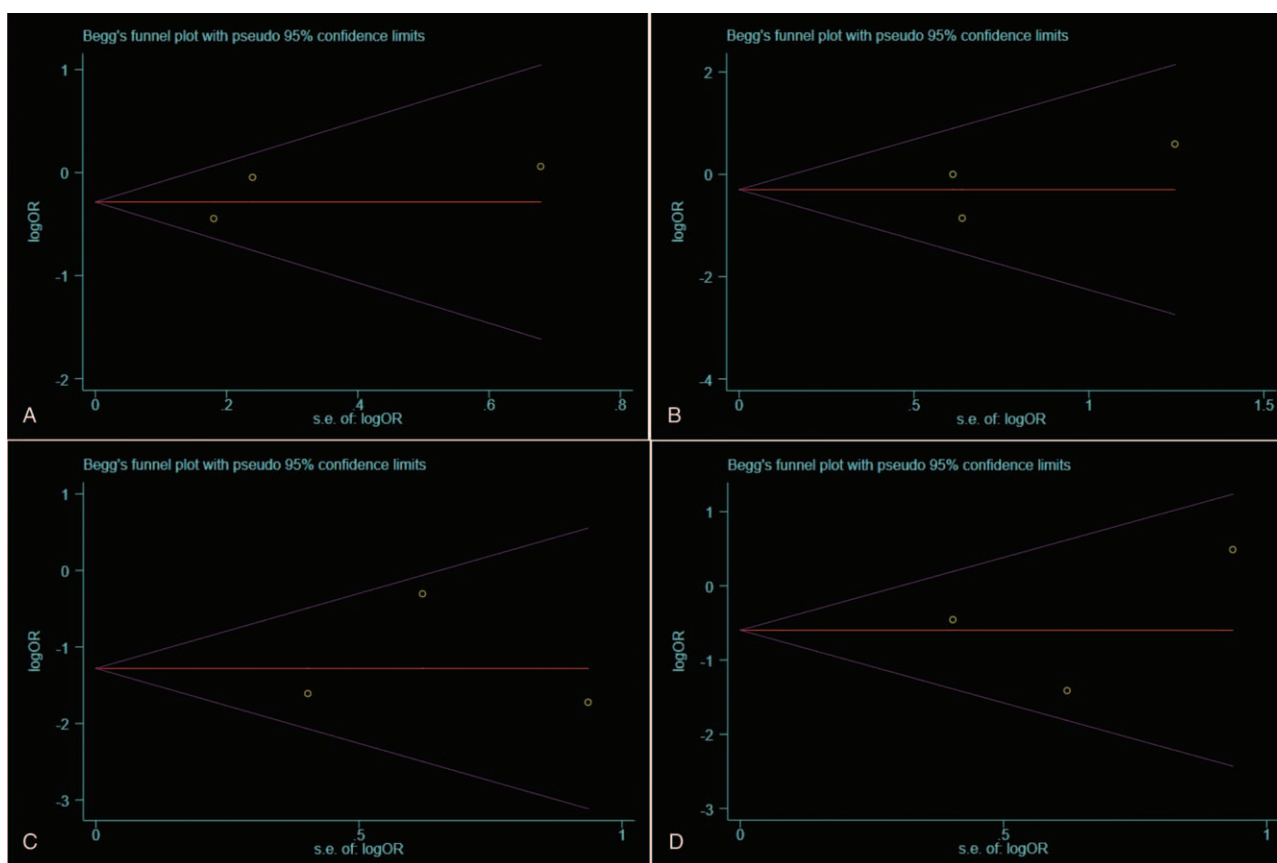 Begg's funnel plot with pseudo 95% confidence limits
1
0
-1
-2
logOR
0
.2
.4
.6
.8
s.e. of: logOR
A
Begg's funnel plot with pseudo 95% confidence limits
2
0
-2
-4
logOR
0
.5
1
1.5
s.e. of: logOR
B
Begg's funnel plot with pseudo 95% confidence limits
1
0
-1
-2
-3
logOR
0
.5
1
s.e. of: logOR
C
Begg's funnel plot with pseudo 95% confidence limits
1
0
-1
-2
-3
logOR
0
.5
1
s.e. of: logOR
D